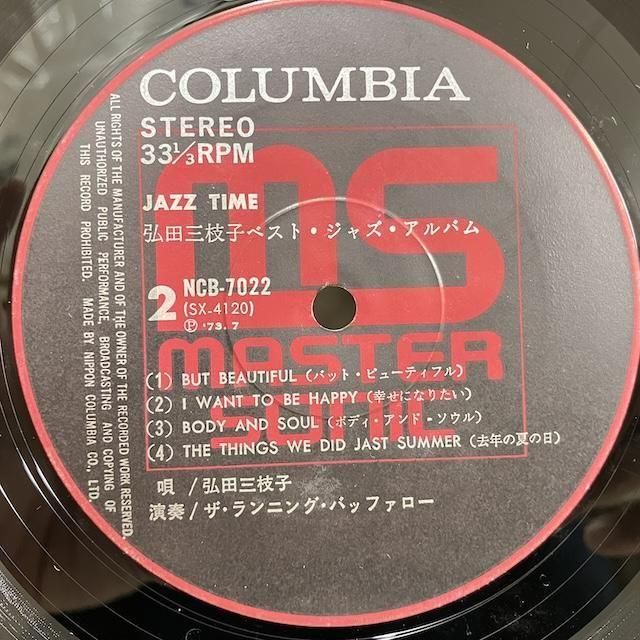 COLUMBIA
STEREO
33⅓RPM
JAZZ TIME
弘田三枝子ベスト・ジャズ・アルバム
2 NCB-7022
(SX-4120)
Ⓟ '73.7
MS
MASTER
SONIC
(1) BUT BEAUTIFUL (バット・ビューティフル)
(2) I WANT TO BE HAPPY (幸せになりたい)
(3) BODY AND SOUL (ボディ・アンド・ソウル)
(4) THE THINGS WE DID JAST SUMMER (去年の夏の日)
唄/弘田三枝子
演奏/ザ・ランニング・バッファロー
ALL RIGHTS OF THE MANUFACTURER AND OF THE OWNER OF THE RECORDED WORK RESERVED.
UNAUTHORIZED PUBLIC PERFORMANCE, BROADCASTING AND COPYING OF
THIS RECORD PROHIBITED. MADE BY NIPPON COLUMBIA CO., LTD.